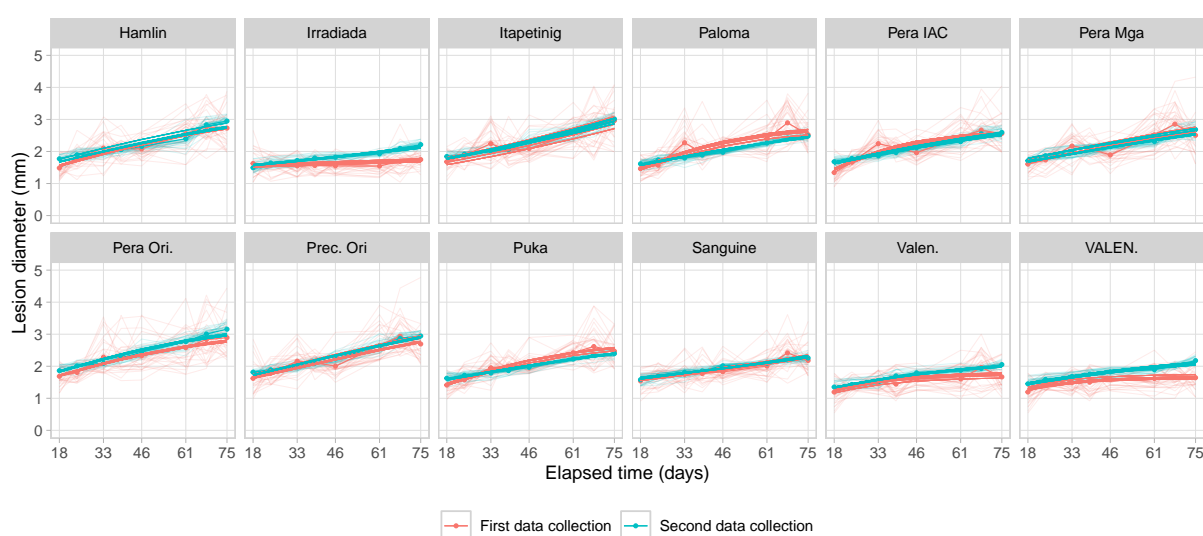 Hamlin Irradiada Itapetinig Paloma Pera IAC Pera Mga
5
4
3
2
1
0
Pera Ori. Prec. Ori Puka Sanguine Valen. VALEN.
5
4
3
2
1
0
18 33 46 61 75 18 33 46 61 75 18 33 46 61 75 18 33 46 61 75 18 33 46 61 75 18 33 46 61 75
Lesion diameter (mm)
Elapsed time (days)
First data collection Second data collection